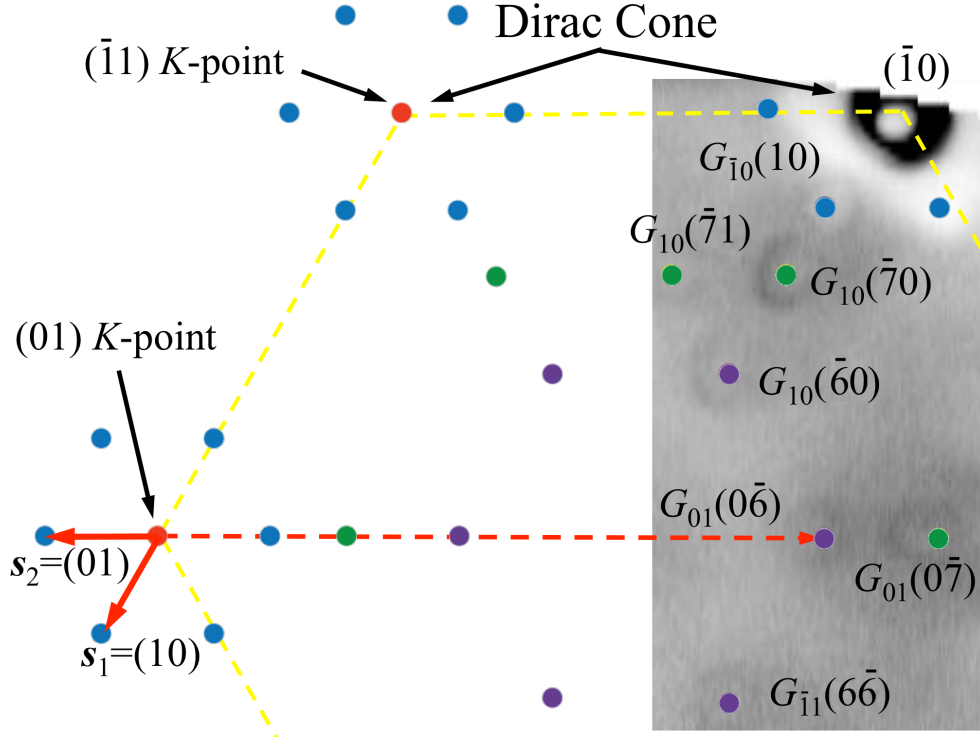 Dirac Cone
(1̄1) K-point
(1̄0)
G1̄0(10)
G10(7̄1)
G10(7̄0)
(01) K-point
G10(6̄0)
G01(06̄)
s2=(01)
G01(07̄)
s1=(10)
G1̄1(66̄)